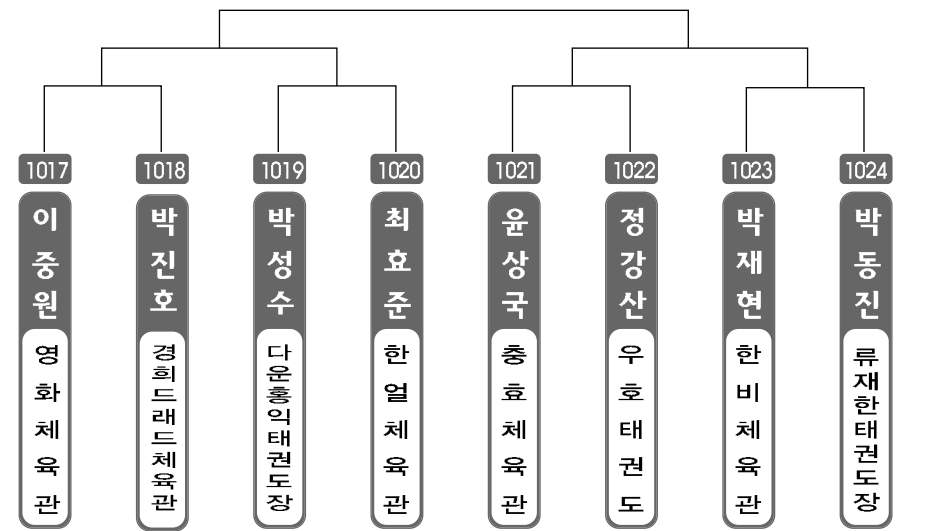 1017
이중원
영화체육관
1018
박진호
경희드래드체육관
1019
박성수
다운홍익태권도장
1020
최효준
한얼체육관
1021
윤상국
충효체육관
1022
정강산
우호태권도
1023
박재현
한비체육관
1024
박동진
류재한태권도장